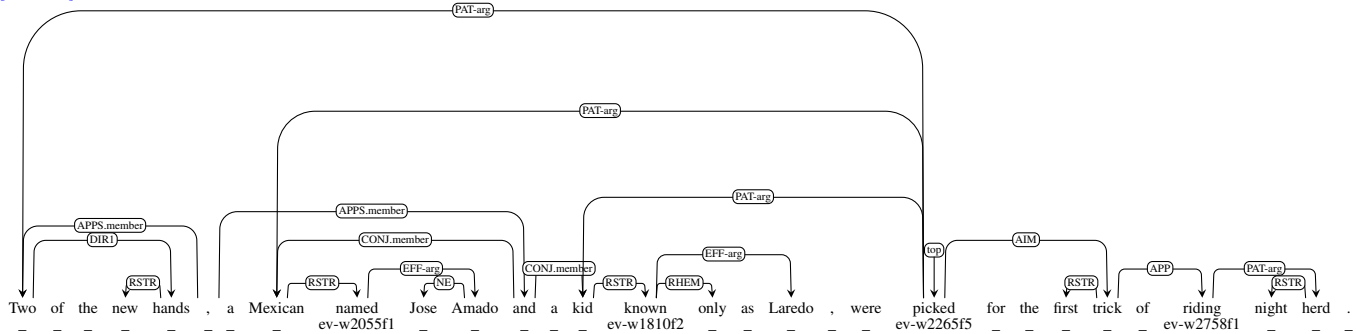 PAT-arg
PAT-arg
PAT-arg
APPS.member
APPS.member
DIR1 CONJ.member top AIM
EFF-arg
EFF-arg CONJ.member APP PAT-arg
RSTR RSTR NE RSTR RHEM RSTR RSTR
Two of the new hands , a Mexican named Jose Amado and a kid known only as Laredo , were picked for the first trick of riding night herd .
_ _ _ _ _ _ _ _ ev-w2055f1 _ _ _ _ _ ev-w1810f2 _ _ _ _ _ ev-w2265f5 _ _ _ _ _ ev-w2758f1 _ _ _